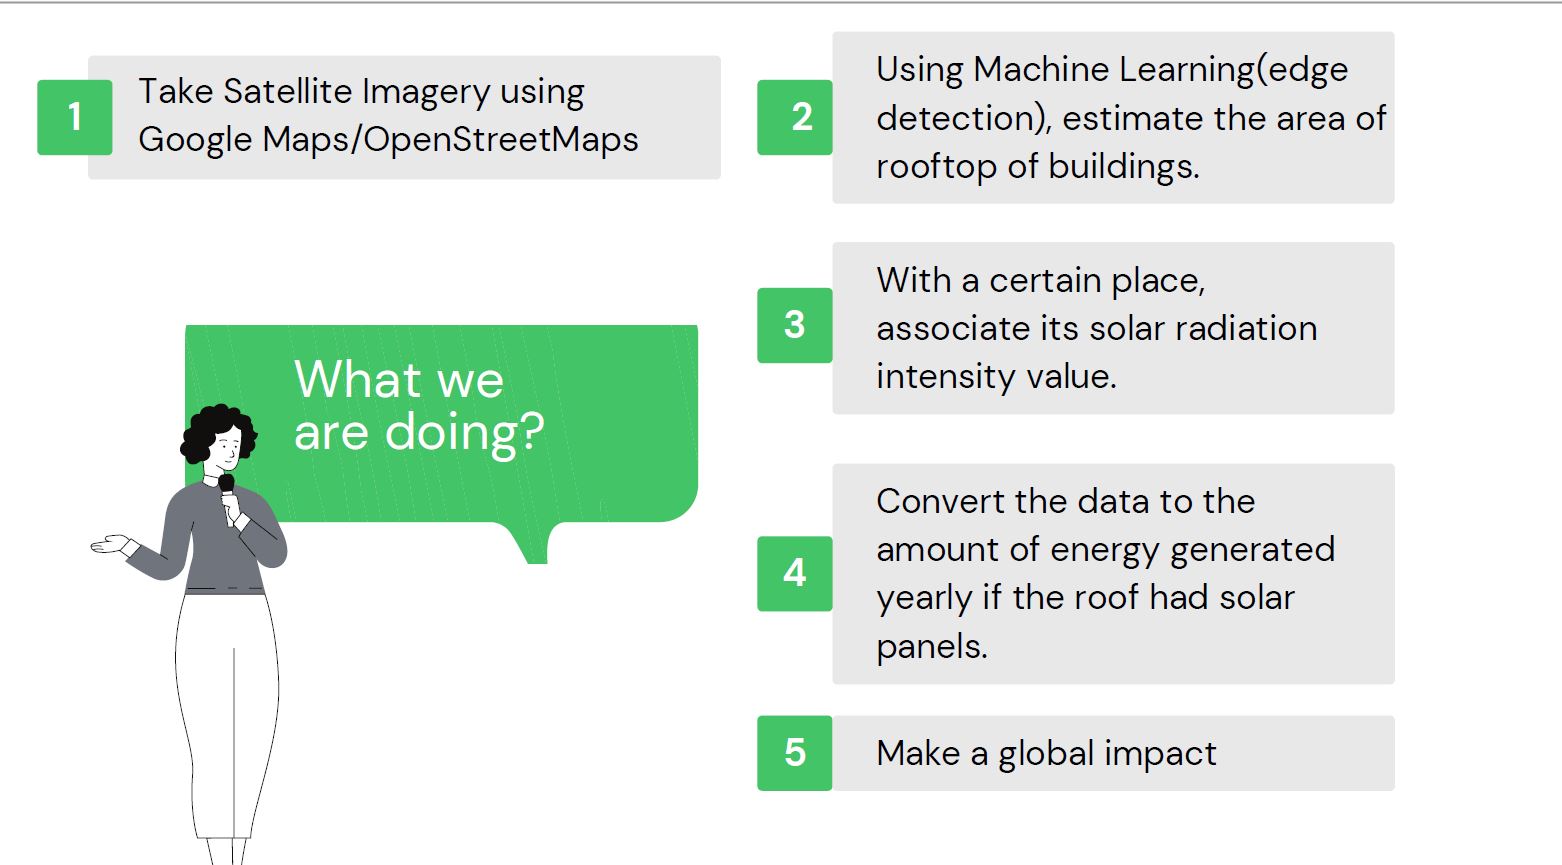 1
Take Satellite Imagery using
Google Maps/OpenStreetMaps
2
Using Machine Learning(edge
detection), estimate the area of
rooftop of buildings.
What we
are doing?
3
With a certain place,
associate its solar radiation
intensity value.
4
Convert the data to the
amount of energy generated
yearly if the roof had solar
panels.
5
Make a global impact